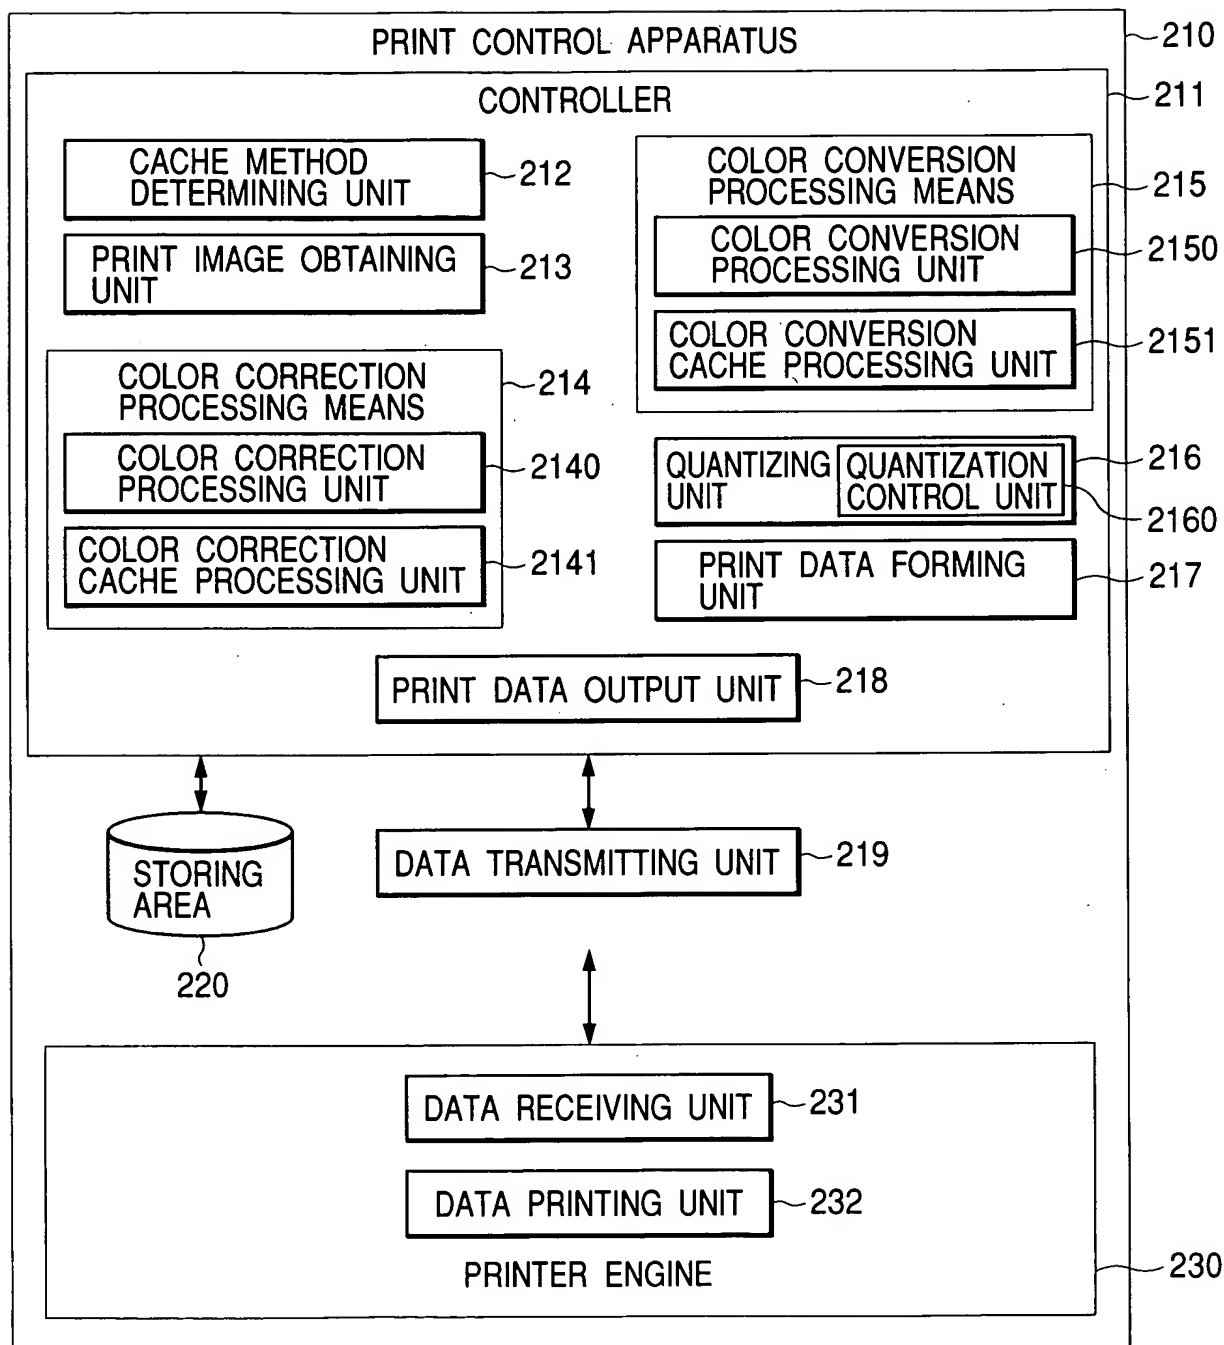 PRINT CONTROL APPARATUS
210
CONTROLLER
211
CACHE METHOD
DETERMINING UNIT
212
PRINT IMAGE OBTAINING
UNIT
213
COLOR CORRECTION
PROCESSING MEANS
214
COLOR CORRECTION
PROCESSING UNIT
2140
COLOR CORRECTION
CACHE PROCESSING UNIT
2141
COLOR CONVERSION
PROCESSING MEANS
215
COLOR CONVERSION
PROCESSING UNIT
2150
COLOR CONVERSION
CACHE PROCESSING UNIT
2151
QUANTIZING
UNIT
216
QUANTIZATION
CONTROL UNIT
2160
PRINT DATA FORMING
UNIT
217
PRINT DATA OUTPUT UNIT
218
STORING
AREA
220
DATA TRANSMITTING UNIT
219
DATA RECEIVING UNIT
231
DATA PRINTING UNIT
232
PRINTER ENGINE
230